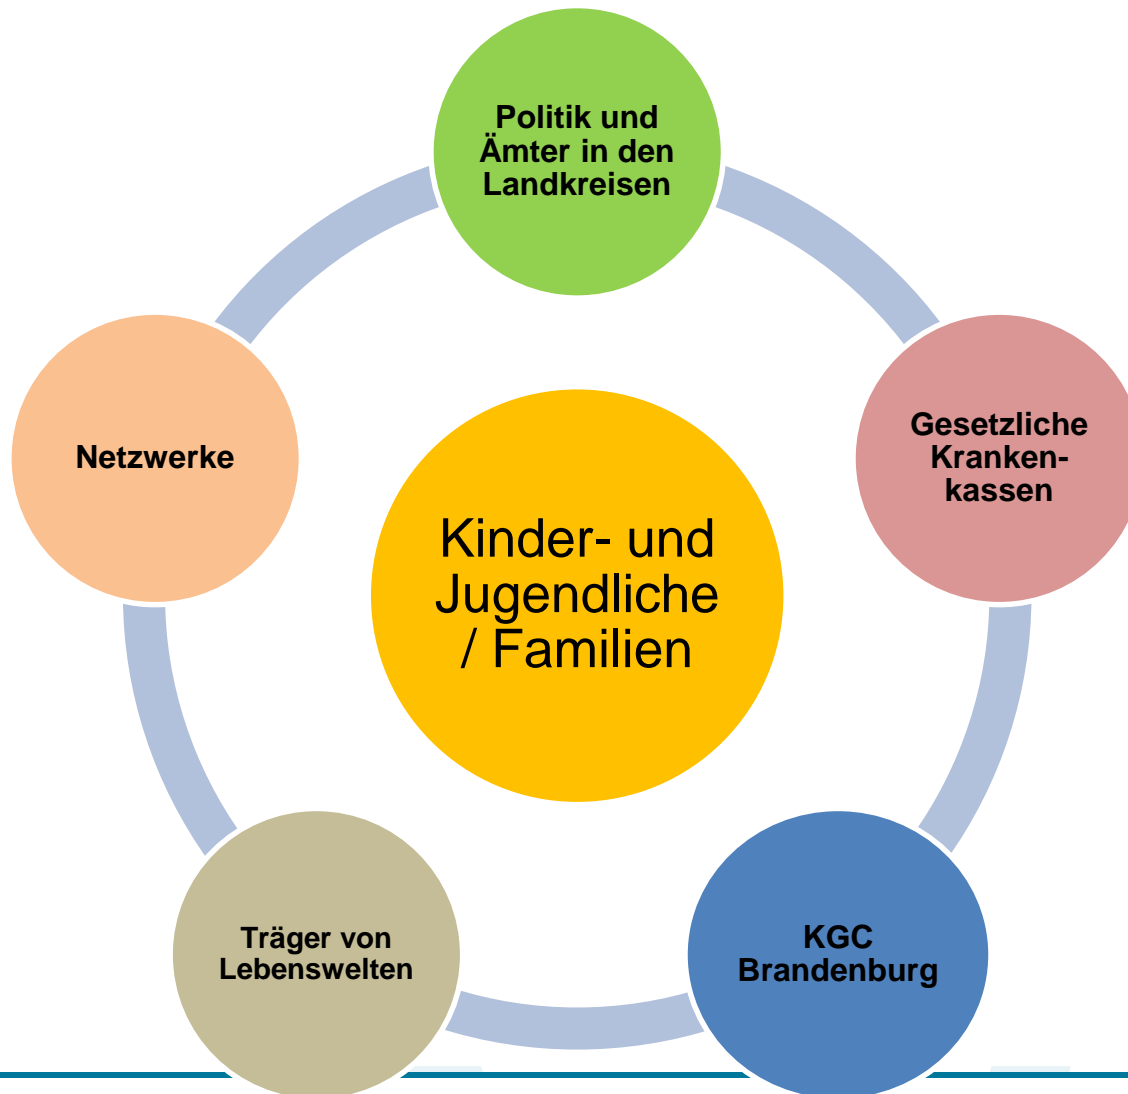 Politik und
Ämter in den
Landkreisen
Netzwerke
Gesetzliche
Kranken-
kassen
Kinder- und
Jugendliche
/ Familien
Träger von
Lebenswelten
KGC
Brandenburg